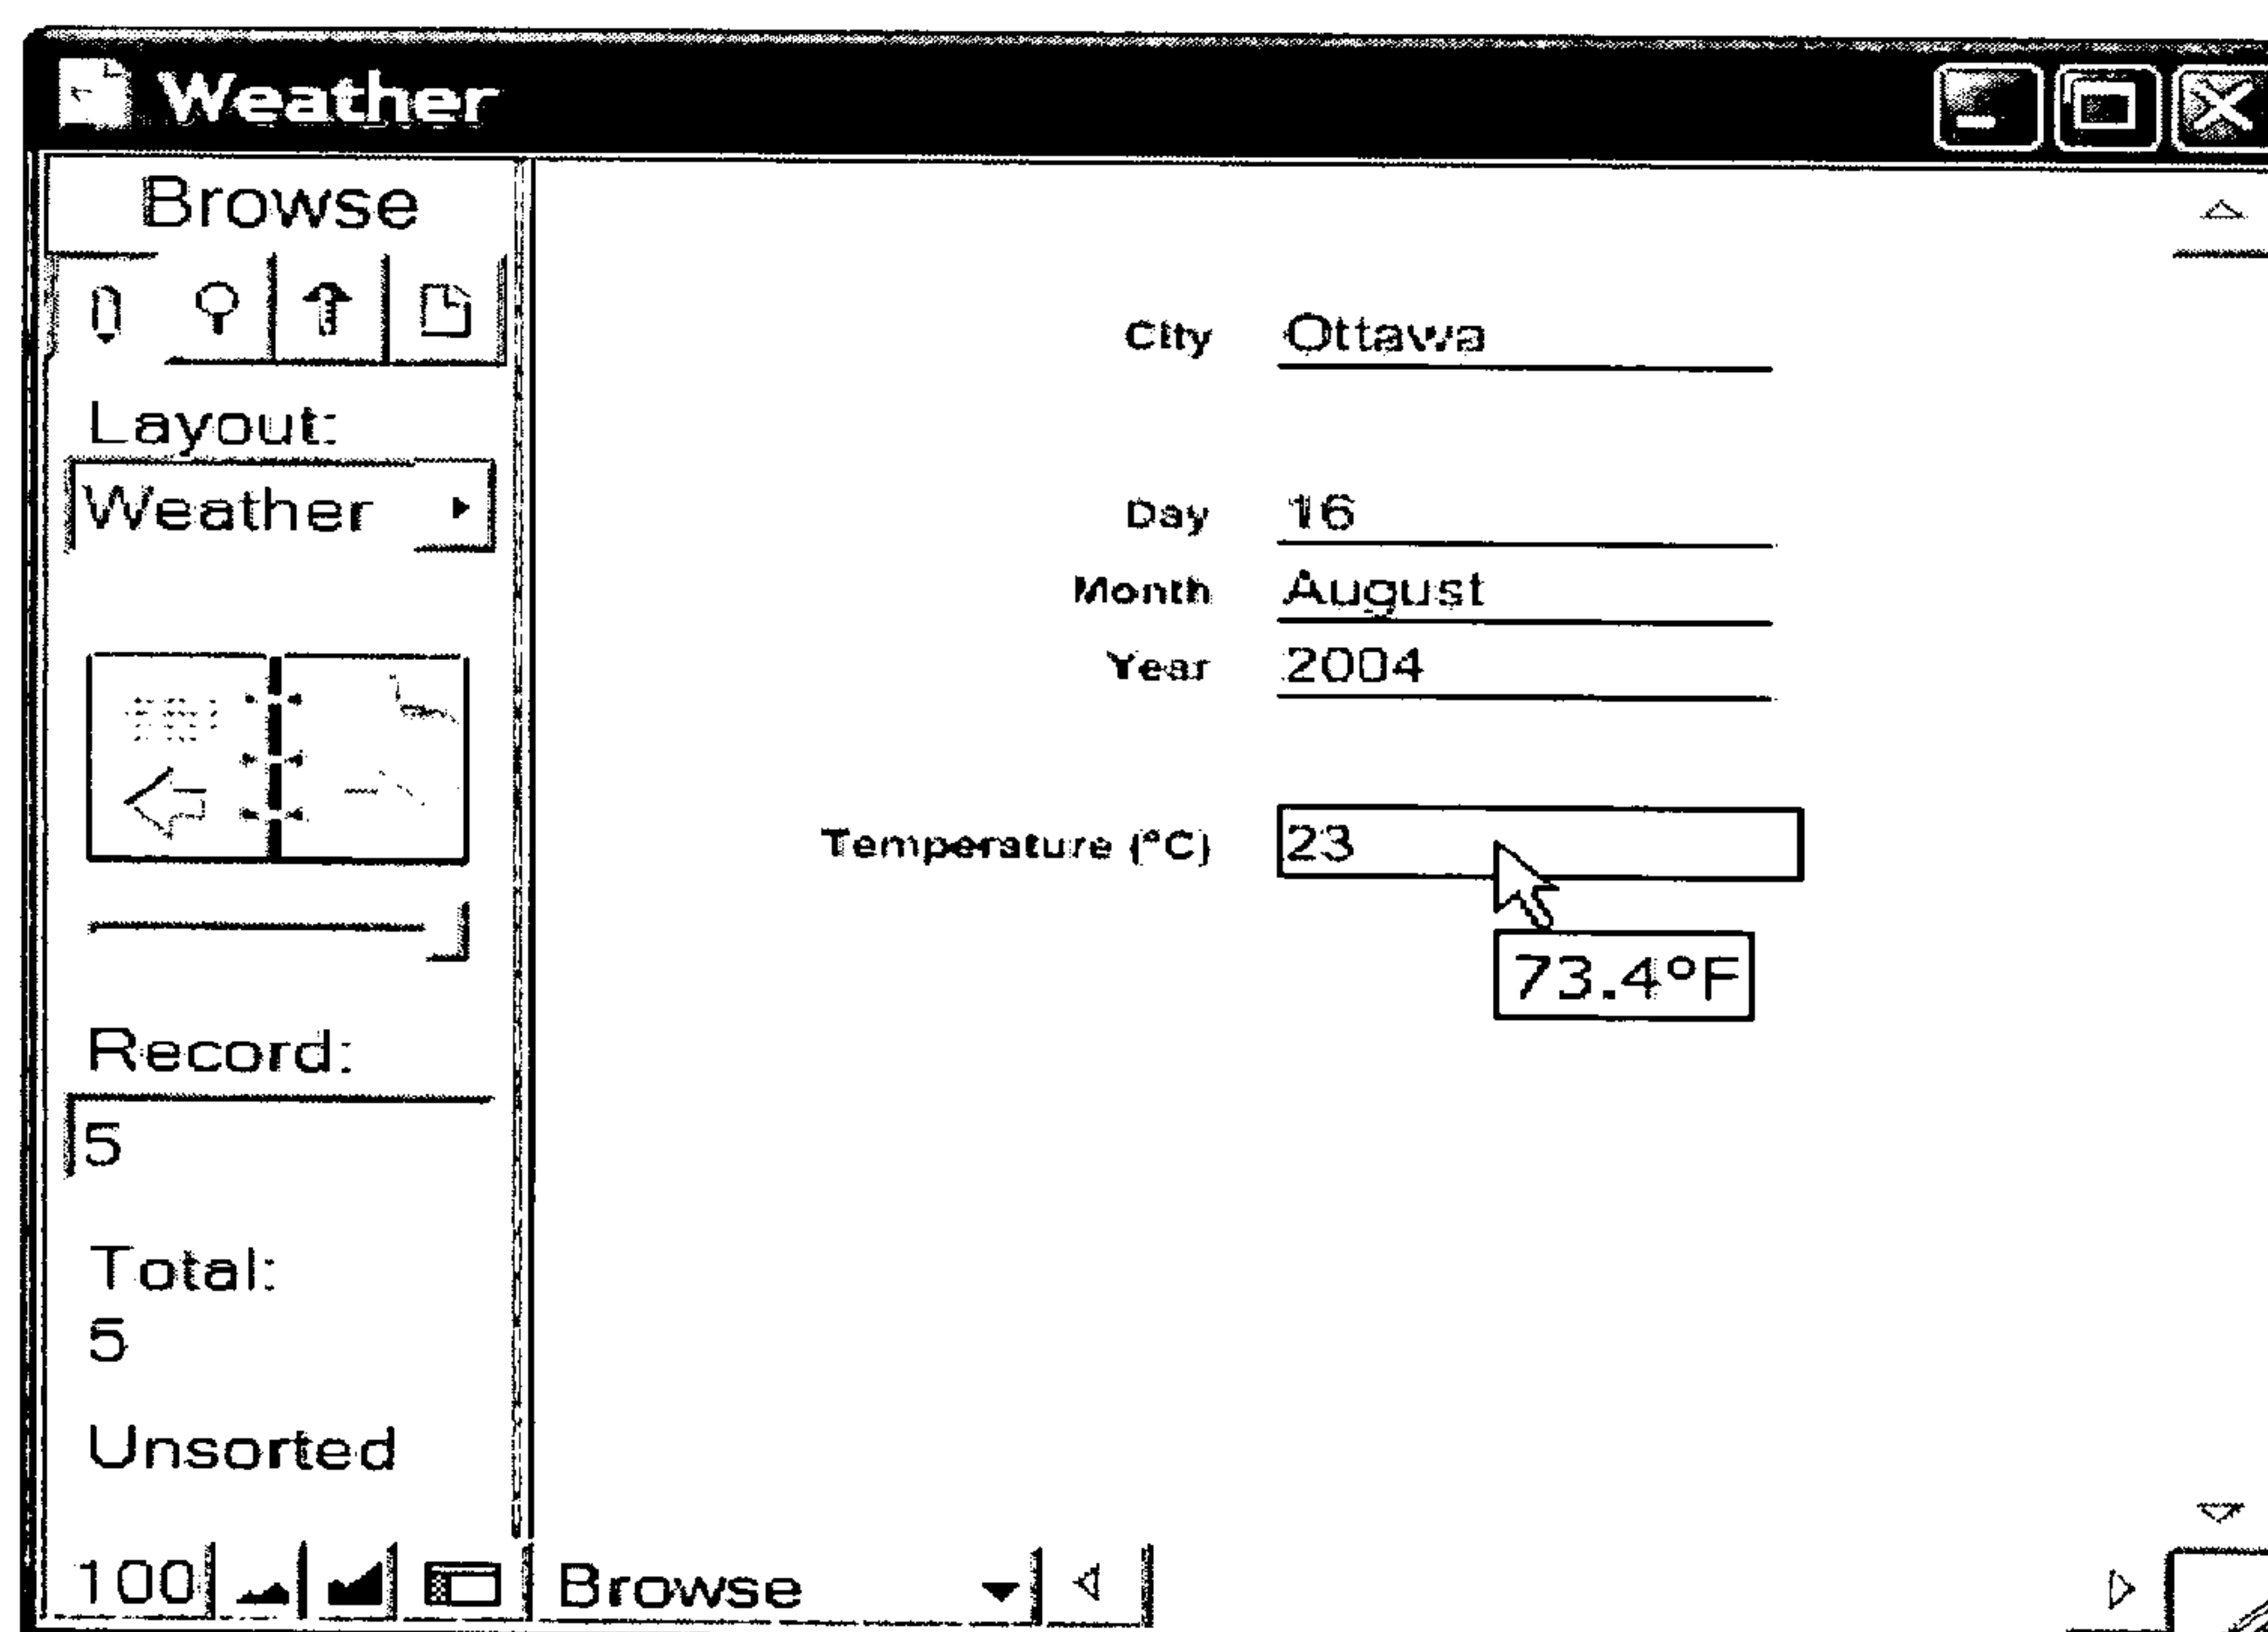 Weather
Browse
Layout:
Weather
Record:
5
Total:
5
Unsorted
100
Browse
City Ottawa
Day 16
Month August
Year 2004
Temperature (°C) 23
73.4°F